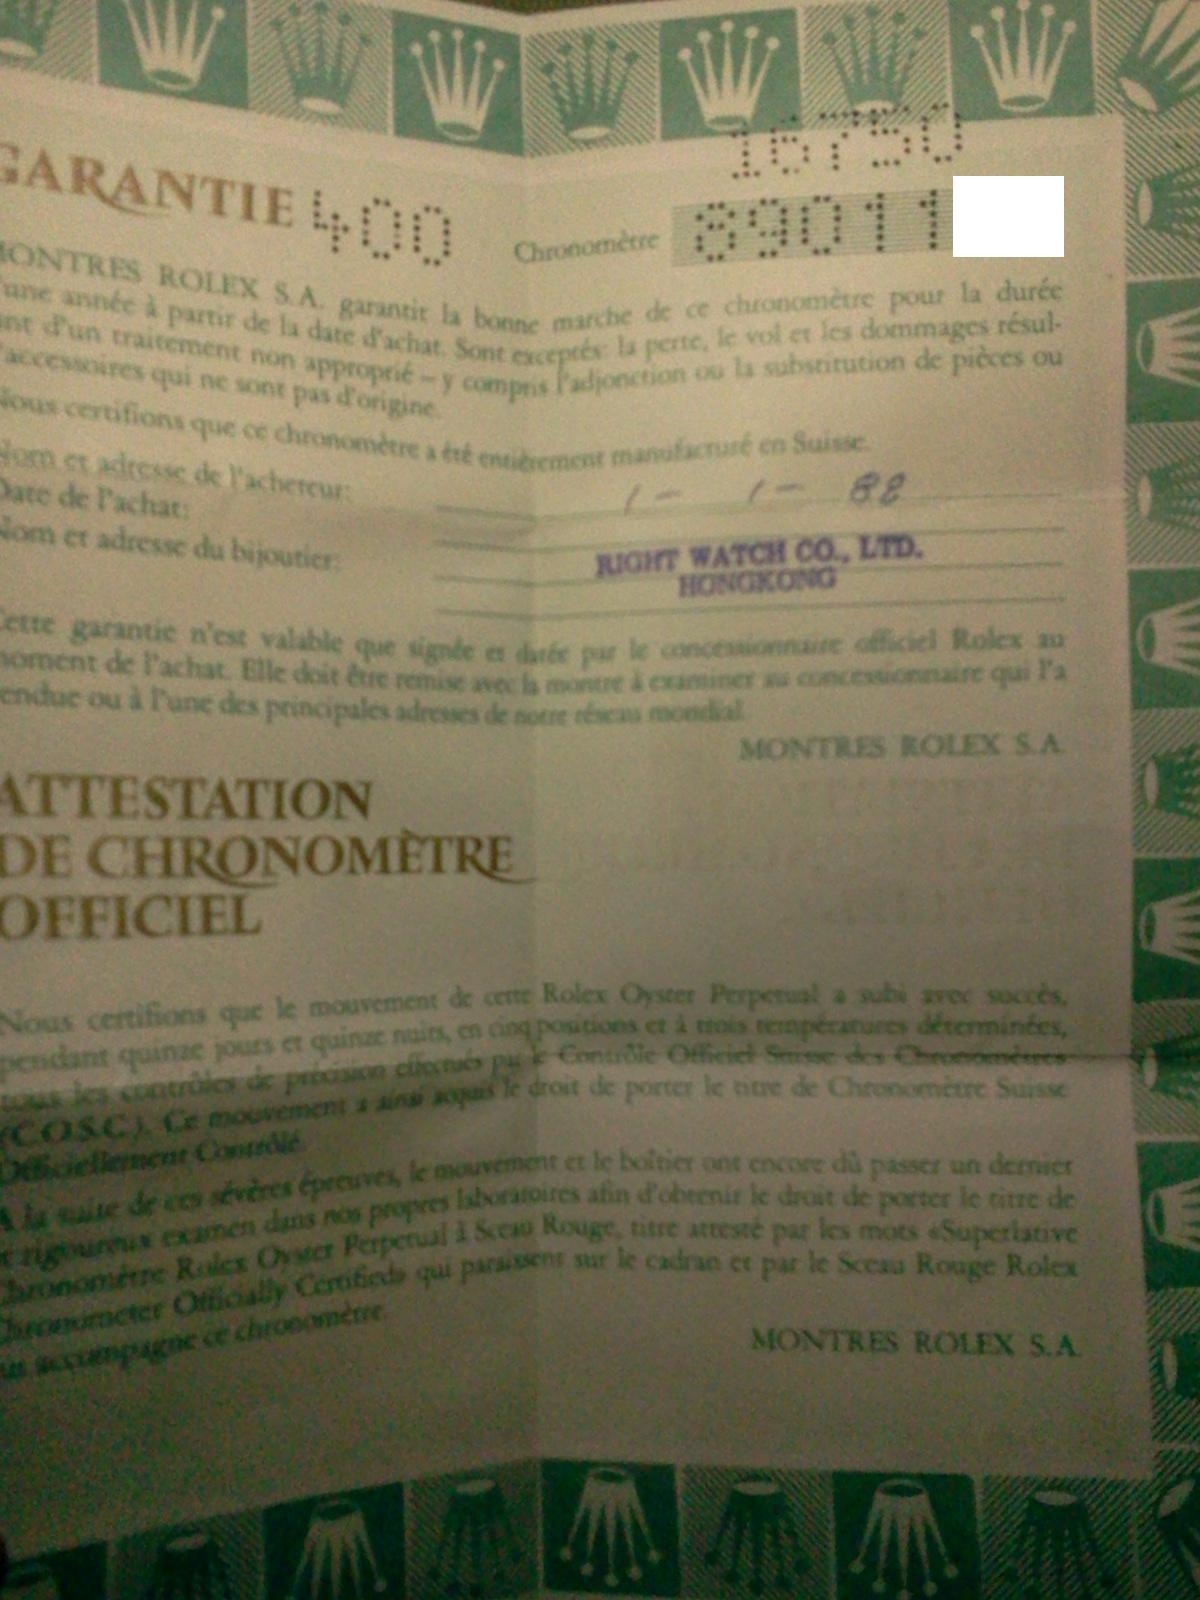 16750
GARANTIE 400 Chronomètre 89011
MONTRES ROLEX S.A. garantit la bonne marche de ce chronomètre pour la durée
d'une année à partir de la date d'achat. Sont exceptés: la perte, le vol et les dommages résul-
ant d'un traitement non approprié – y compris l'adjonction ou la substitution de pièces ou
'accessoires qui ne sont pas d'origine.
Nous certifions que ce chronomètre a été entièrement manufacturé en Suisse.
Nom et adresse de l'acheteur:
Date de l'achat: 1- 1- 88
Nom et adresse du bijoutier: RIGHT WATCH CO., LTD.
HONGKONG
Cette garantie n'est valable que signée et datée par le concessionnaire officiel Rolex au
moment de l'achat. Elle doit être remise avec la montre à examiner au concessionnaire qui l'a
endue ou à l'une des principales adresses de notre réseau mondial.
MONTRES ROLEX S.A.
ATTESTATION
DE CHRONOMÈTRE
OFFICIEL
Nous certifions que le mouvement de cette Rolex Oyster Perpetual a subi avec succès,
pendant quinze jours et quinze nuits, en cinq positions et à trois températures déterminées,
tous les contrôles de précision effectués par le Contrôle Officiel Suisse des Chronomètres
(C.O.S.C.). Ce mouvement a ainsi acquis le droit de porter le titre de Chronomètre Suisse
Officiellement Contrôlé.
A la suite de ces sévères épreuves, le mouvement et le boîtier ont encore dû passer un dernier
et rigoureux examen dans nos propres laboratoires afin d'obtenir le droit de porter le titre de
Chronomètre Rolex Oyster Perpetual à Sceau Rouge, titre attesté par les mots «Superlative
Chronometer Officially Certified» qui paraissent sur le cadran et par le Sceau Rouge Rolex
accompagne ce chronomètre.
MONTRES ROLEX S.A.